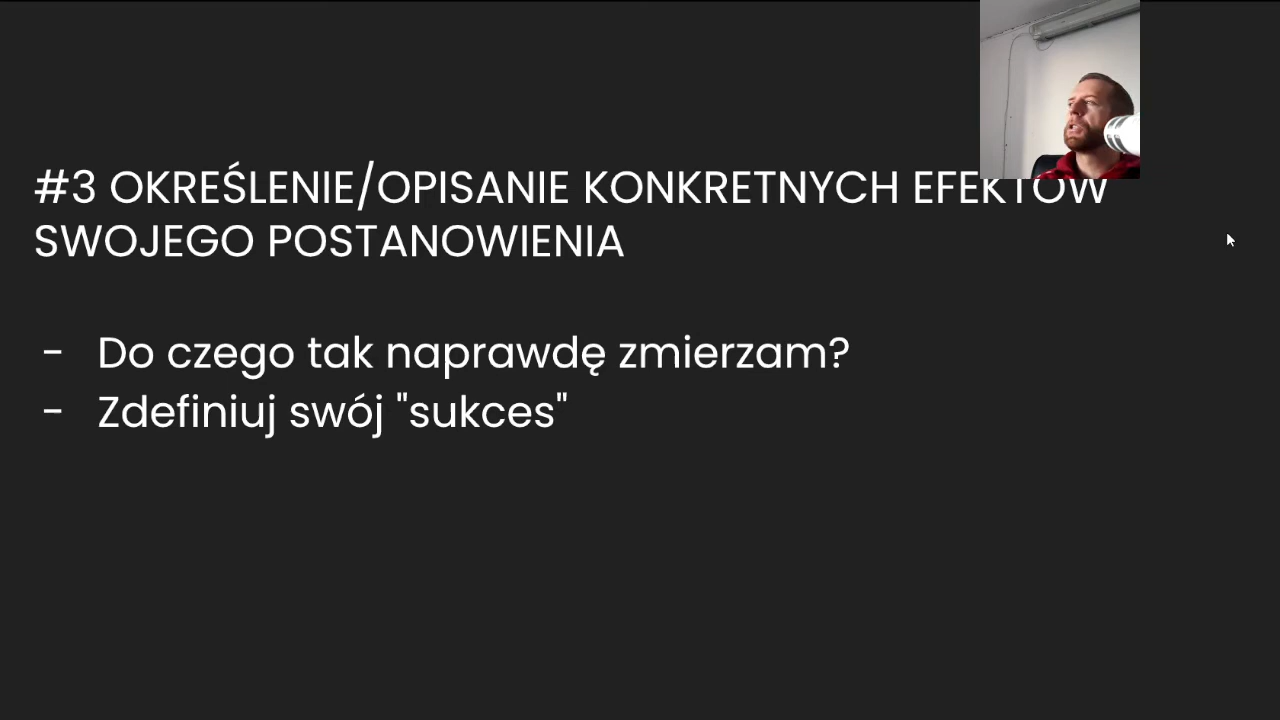 #3 OKREŚLENIE/OPISANIE KONKRETNYCH EFEKTÓW
SWOJEGO POSTANOWIENIA
- Do czego tak naprawdę zmierzam?
- Zdefiniuj swój "sukces"